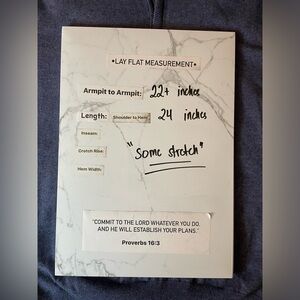 •LAY FLAT MEASUREMENT•
Armpit to Armpit: 22+ inches
Length: Shoulder to Hem 24 inches
Inseam:
Crotch Rise:
Hem Width:
"Some stretch"
"COMMIT TO THE LORD WHATEVER YOU DO,
AND HE WILL ESTABLISH YOUR PLANS."
Proverbs 16:3